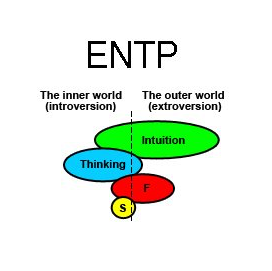 ENTP
The inner world The outer world
(introversion) (extroversion)
Intuition
Thinking
F
S